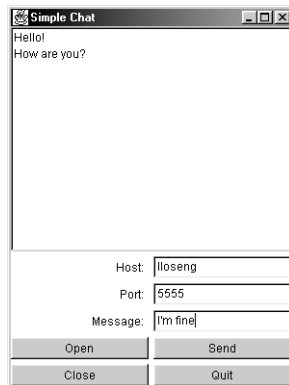 Simple Chat
Hello!
How are you?
Host: lloseng
Port: 5555
Message: I'm fine
Open Send
Close Quit